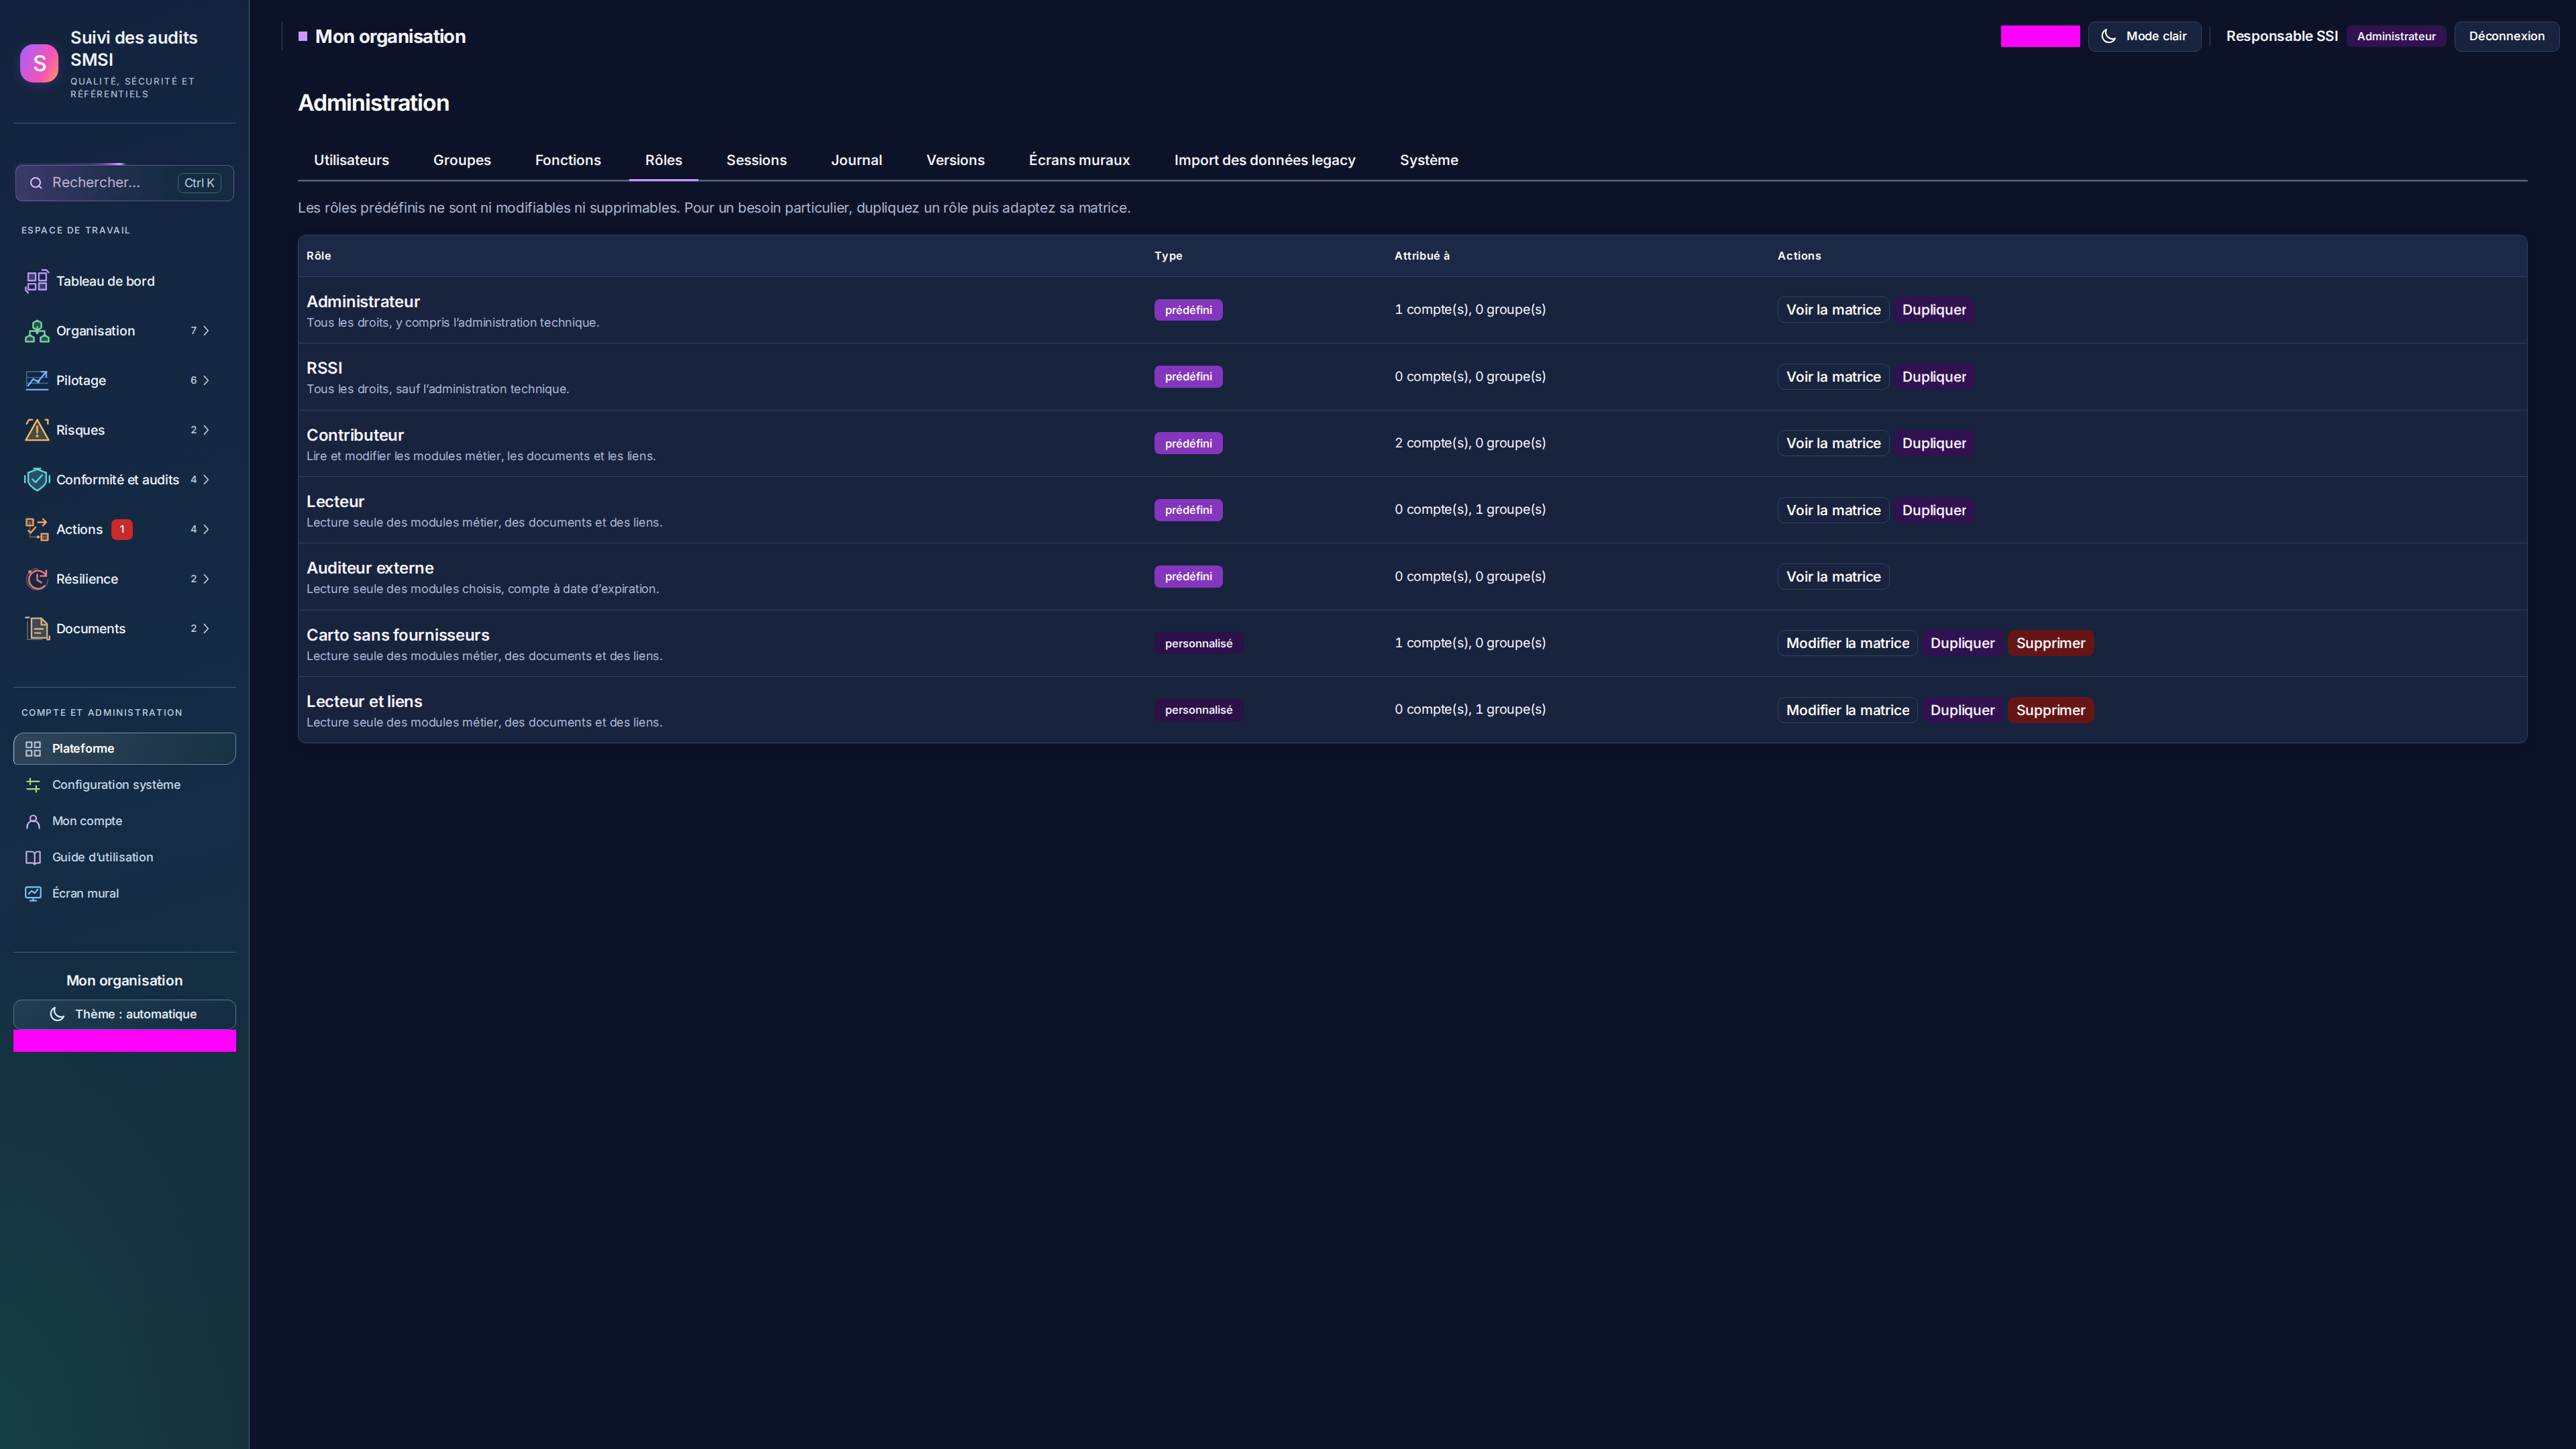 Suivi des audits
SMSI
QUALITÉ, SÉCURITÉ ET
RÉFÉRENTIELS
S
Rechercher... Ctrl K
ESPACE DE TRAVAIL
Tableau de bord
Organisation 7
Pilotage 6
Risques 2
Conformité et audits 4
Actions 1 4
Résilience 2
Documents 2
COMPTE ET ADMINISTRATION
Plateforme
Configuration système
Mon compte
Guide d'utilisation
Écran mural
Mon organisation
Thème : automatique
Mon organisation
Mode clair Responsable SSI Administrateur Déconnexion
Administration
Utilisateurs Groupes Fonctions Rôles Sessions Journal Versions Écrans muraux Import des données legacy Système
Les rôles prédéfinis ne sont ni modifiables ni supprimables. Pour un besoin particulier, dupliquez un rôle puis adaptez sa matrice.
Rôle Type Attribué à Actions
Administrateur
Tous les droits, y compris l'administration technique.
prédéfini 1 compte(s), 0 groupe(s) Voir la matrice Dupliquer
RSSI
Tous les droits, sauf l'administration technique.
prédéfini 0 compte(s), 0 groupe(s) Voir la matrice Dupliquer
Contributeur
Lire et modifier les modules métier, les documents et les liens.
prédéfini 2 compte(s), 0 groupe(s) Voir la matrice Dupliquer
Lecteur
Lecture seule des modules métier, des documents et des liens.
prédéfini 0 compte(s), 1 groupe(s) Voir la matrice Dupliquer
Auditeur externe
Lecture seule des modules choisis, compte à date d'expiration.
prédéfini 0 compte(s), 0 groupe(s) Voir la matrice
Carto sans fournisseurs
Lecture seule des modules métier, des documents et des liens.
personnalisé 1 compte(s), 0 groupe(s) Modifier la matrice Dupliquer Supprimer
Lecteur et liens
Lecture seule des modules métier, des documents et des liens.
personnalisé 0 compte(s), 1 groupe(s) Modifier la matrice Dupliquer Supprimer